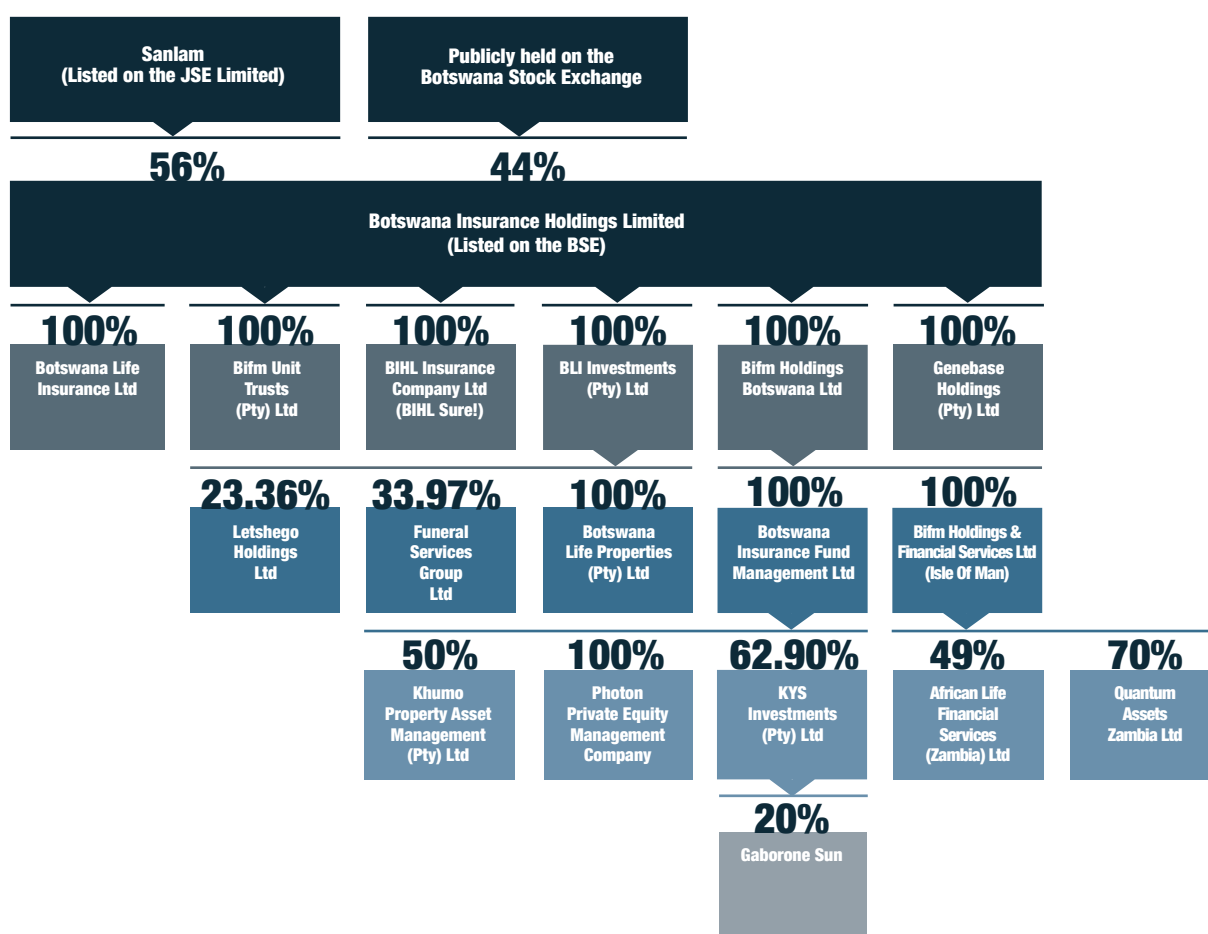 Sanlam
(Listed on the JSE Limited)
Publicly held on the
Botswana Stock Exchange
56%
44%
Botswana Insurance Holdings Limited
(Listed on the BSE)
100%
100%
100%
100%
100%
100%
Botswana Life
Insurance Ltd
Bifm Unit
Trusts
(Pty) Ltd
BIHL Insurance
Company Ltd
(BIHL Sure!)
BLI Investments
(Pty) Ltd
Bifm Holdings
Botswana Ltd
Genebase
Holdings
(Pty) Ltd
23.36%
33.97%
100%
100%
100%
Letshego
Holdings
Ltd
Funeral
Services
Group
Ltd
Botswana
Life Properties
(Pty) Ltd
Botswana
Insurance Fund
Management Ltd
Bifm Holdings &
Financial Services Ltd
(Isle Of Man)
50%
100%
62.90%
49%
70%
Khumo
Property Asset
Management
(Pty) Ltd
Photon
Private Equity
Management
Company
KYS
Investments
(Pty) Ltd
African Life
Financial
Services
(Zambia) Ltd
Quantum
Assets
Zambia Ltd
20%
Gaborone Sun